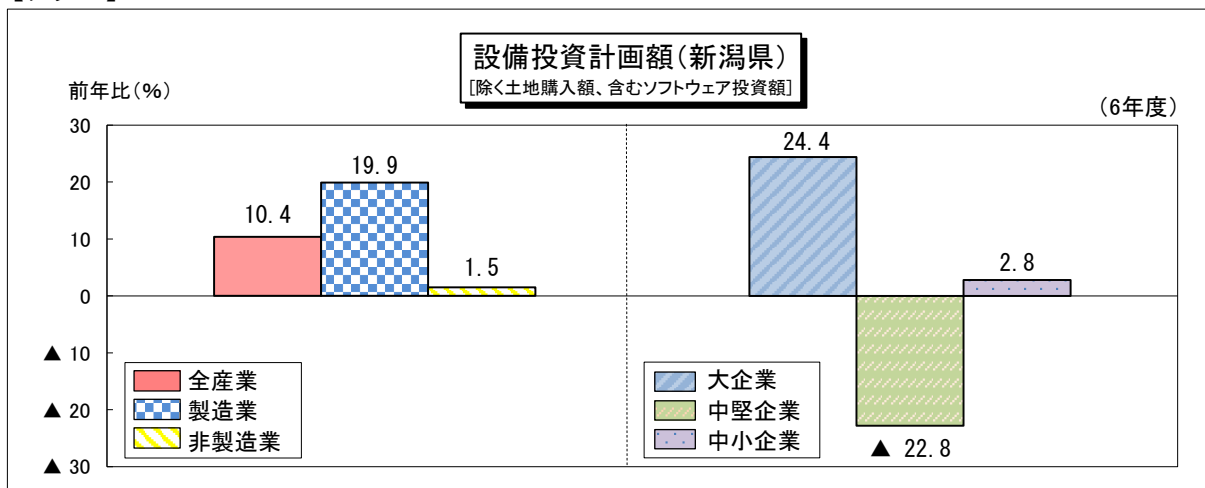 設備投資計画額(新潟県)
[除く土地購入額、含むソフトウェア投資額]
前年比(%)
(6年度)
30
20
10
0
▲ 10
▲ 20
▲ 30
10.4
19.9
1.5
24.4
▲ 22.8
2.8
全産業
製造業
非製造業
大企業
中堅企業
中小企業